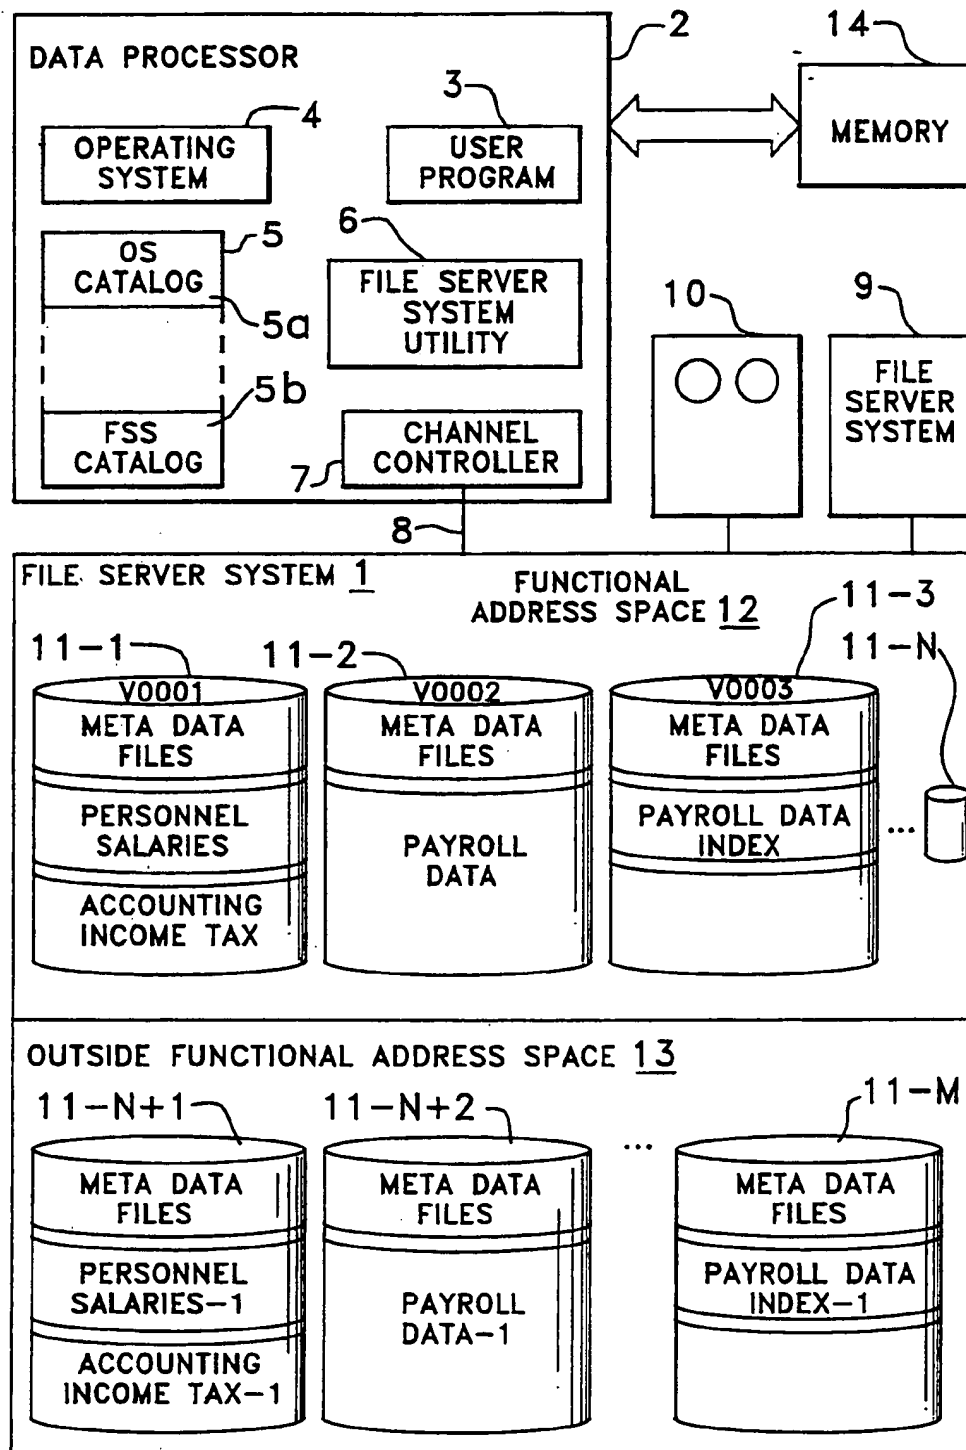 DATA PROCESSOR
2
14
4
3
OPERATING
SYSTEM
USER
PROGRAM
MEMORY
5
6
OS
CATALOG
5a
FILE SERVER
SYSTEM
UTILITY
10
9
FILE
SERVER
SYSTEM
5b
FSS
CATALOG
7
CHANNEL
CONTROLLER
8
FILE SERVER SYSTEM 1
FUNCTIONAL
ADDRESS SPACE 12
11-1
11-2
11-3
11-N
V0001
META DATA
FILES
PERSONNEL
SALARIES
ACCOUNTING
INCOME TAX
V0002
META DATA
FILES
PAYROLL
DATA
V0003
META DATA
FILES
PAYROLL DATA
INDEX
...
OUTSIDE FUNCTIONAL ADDRESS SPACE 13
11-N+1
11-N+2
...
11-M
META DATA
FILES
PERSONNEL
SALARIES-1
ACCOUNTING
INCOME TAX-1
META DATA
FILES
PAYROLL
DATA-1
META DATA
FILES
PAYROLL DATA
INDEX-1